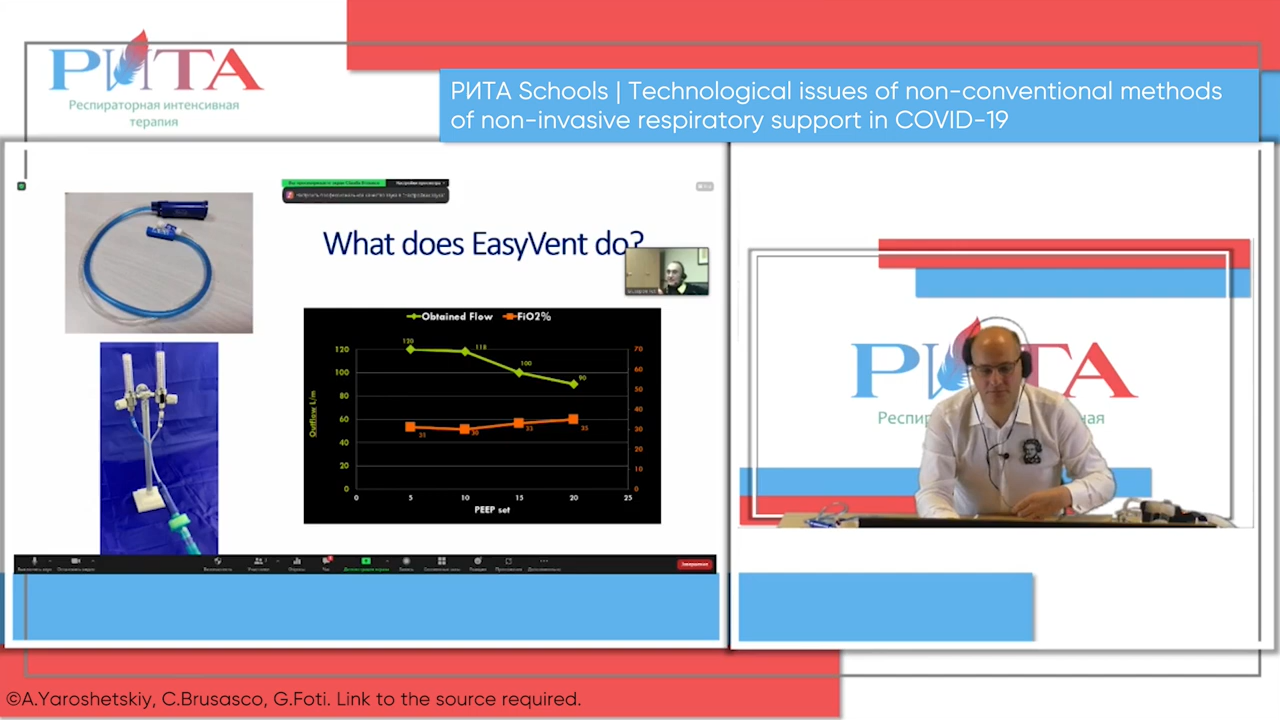 РИТА
Респираторная интенсивная
терапия
РИТА Schools | Technological issues of non-conventional methods
of non-invasive respiratory support in COVID-19
What does EasyVent do?
Obtained Flow
FiO2%
120
118
100
90
31
30
33
35
120
100
80
60
40
20
0
70
60
50
40
30
20
10
0
Outflow L/m
0
5
10
15
20
25
PEEP set
Завершение
РИТА
©A.Yaroshetskiy, C.Brusasco, G.Foti. Link to the source required.